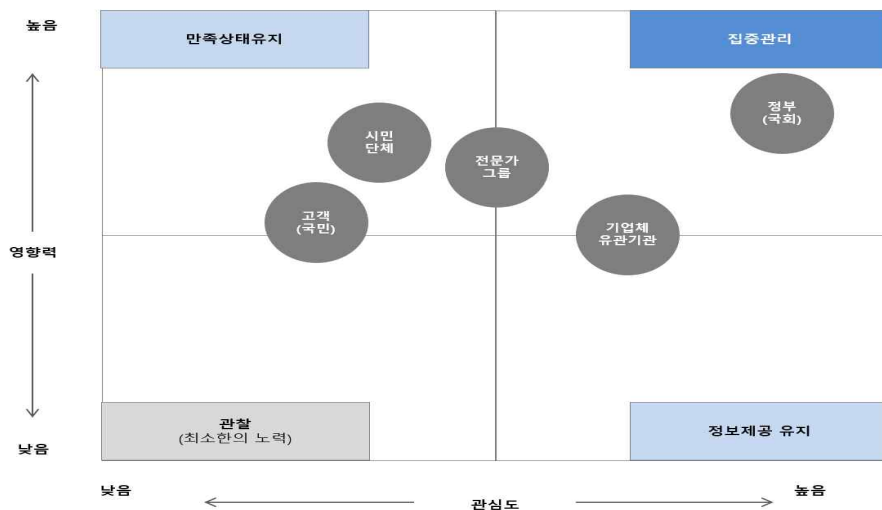 높음
만족상태유지
집중관리
정부
(국회)
시민
단체
전문가
그룹
고객
(국민)
기업체
유관기관
영향력
관찰
(최소한의 노력)
정보제공 유지
낮음
낮음
관심도
높음